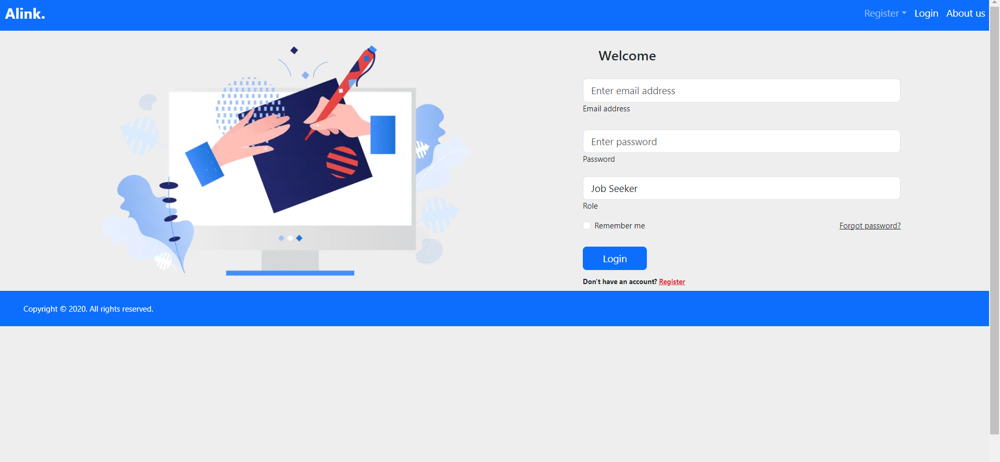 Alink.
Register Login About us
Welcome
Enter email address
Email address
Enter password
Password
Job Seeker
Role
Remember me Forgot password?
Login
Don't have an account? Register
Copyright © 2020. All rights reserved.